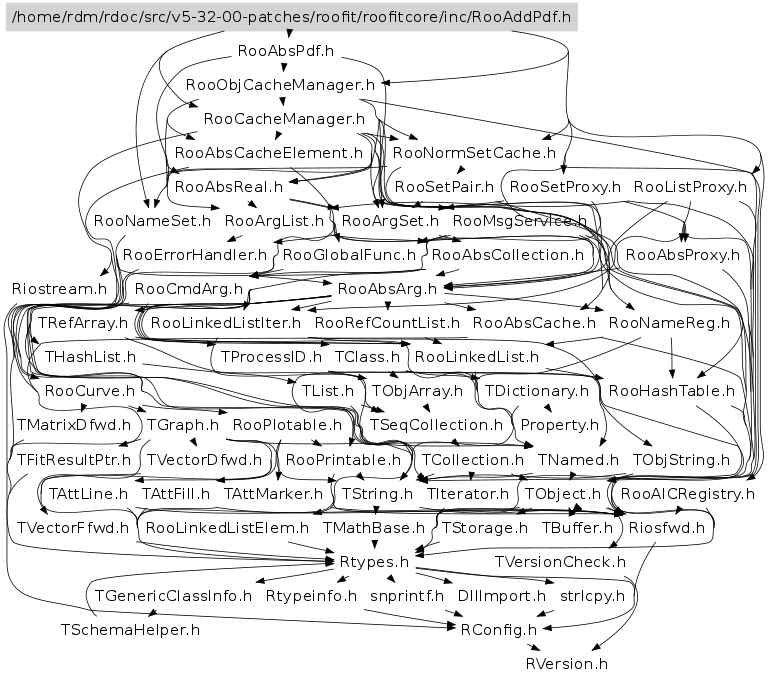 /home/rdm/rdoc/src/v5-32-00-patches/roofit/roofitcore/inc/RooAddPdf.h
RooAbsPdf.h
RooObjCacheManager.h
RooCacheManager.h
RooAbsCacheElement.h RooNormSetCache.h
RooAbsReal.h RooSetPair.h RooSetProxy.h RooListProxy.h
RooNameSet.h RooArgList.h RooArgSet.h RooMsgService.h
RooErrorHandler.h RooGlobalFunc.h RooAbsCollection.h RooAbsProxy.h
Riostream.h RooCmdArg.h RooAbsArg.h
TRefArray.h RooLinkedListIter.h RooRefCountList.h RooAbsCache.h RooNameReg.h
THashList.h TProcessID.h TClass.h RooLinkedList.h
RooCurve.h TList.h TObjArray.h TDictionary.h RooHashTable.h
TMatrixDfwd.h TGraph.h RooPlotable.h TSeqCollection.h Property.h
TFitResultPtr.h TVectorDfwd.h RooPrintable.h TCollection.h TNamed.h TObjString.h
TAttLine.h TAttFill.h TAttMarker.h TString.h TIterator.h TObject.h RooAICRegistry.h
TVectorFfwd.h RooLinkedListElem.h TMathBase.h TStorage.h TBuffer.h Riosfwd.h
Rtypes.h TVersionCheck.h
TGenericClassInfo.h Rtypeinfo.h snprintf.h DllImport.h strlcpy.h
TSchemaHelper.h RConfig.h
RVersion.h